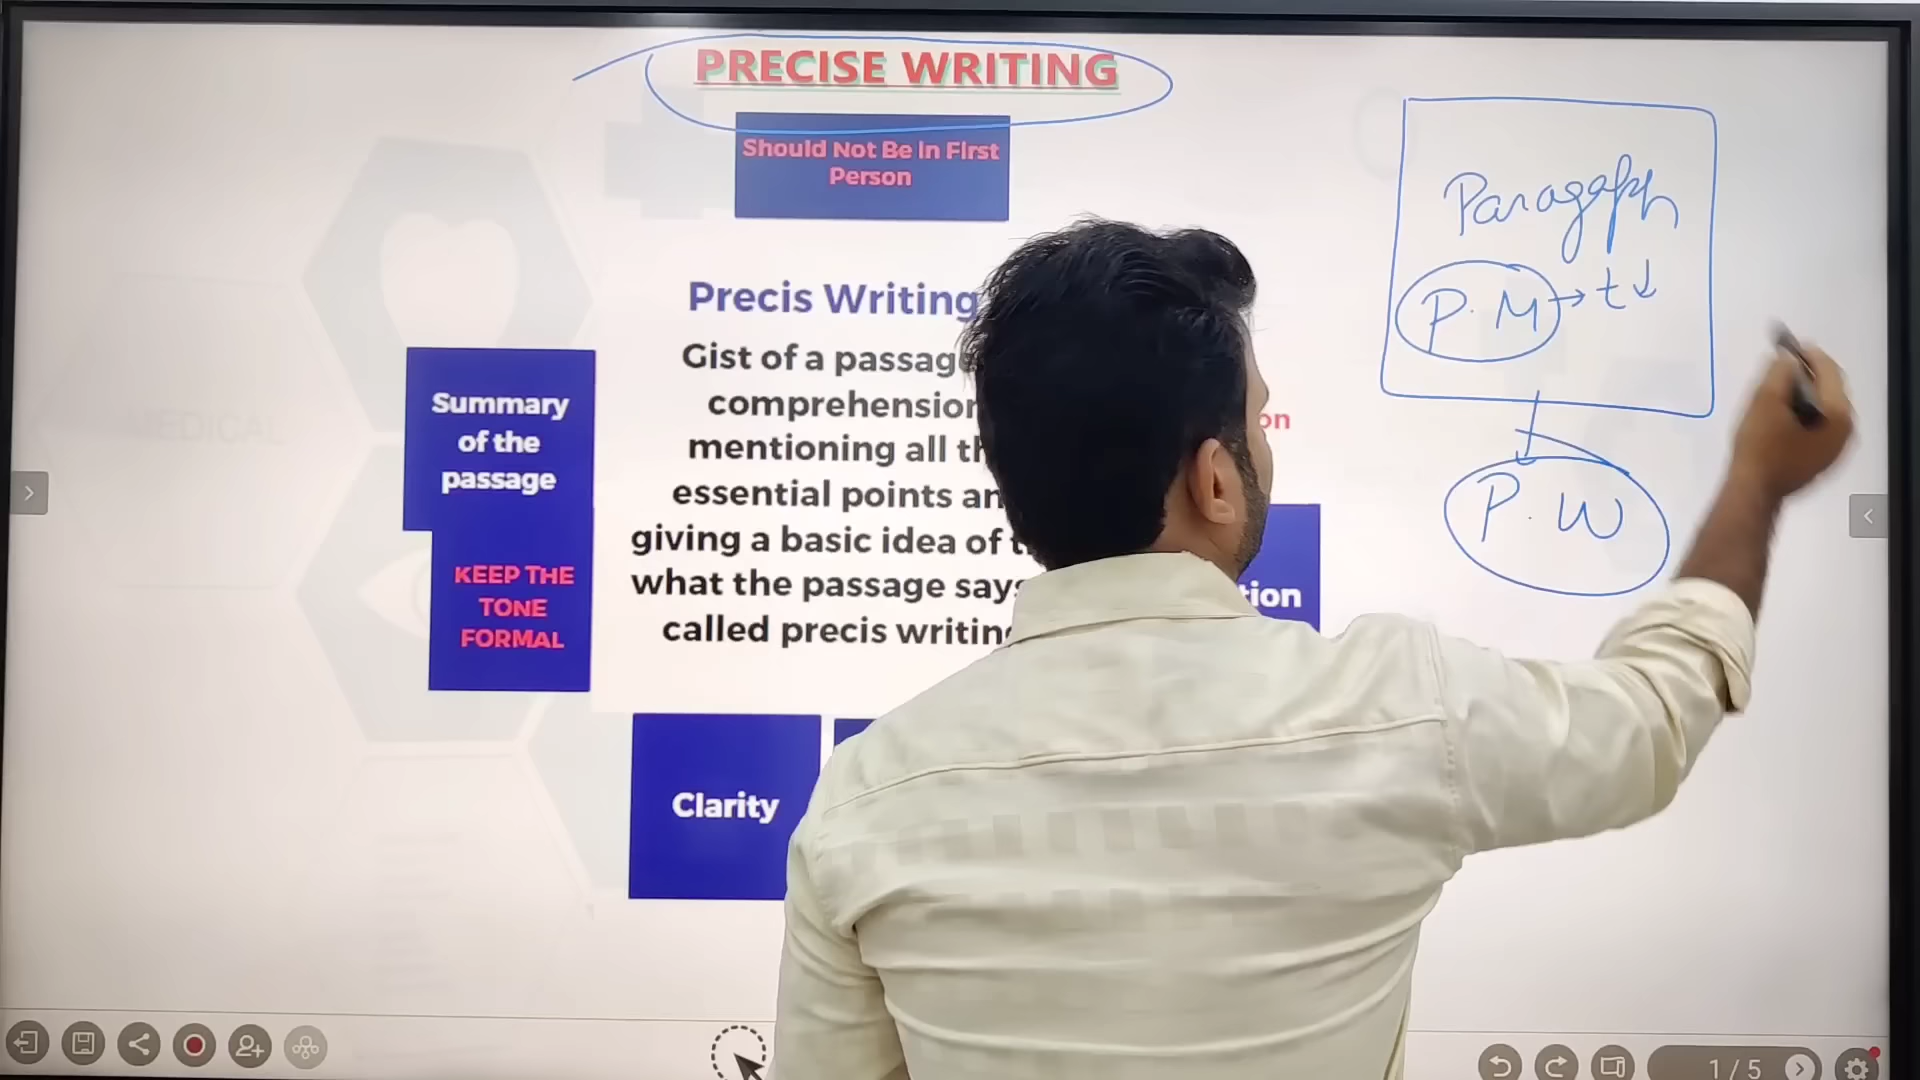 PRECISE WRITING
Should Not Be In First
Person
Precis Writing
Gist of a passage
comprehension
mentioning all th
essential points an
giving a basic idea of t
what the passage says
called precis writing
Summary
of the
passage
KEEP THE
TONE
FORMAL
Clarity
on
tion
MEDICAL
Paragaph
P. M → t ↓
P. W
1 / 5